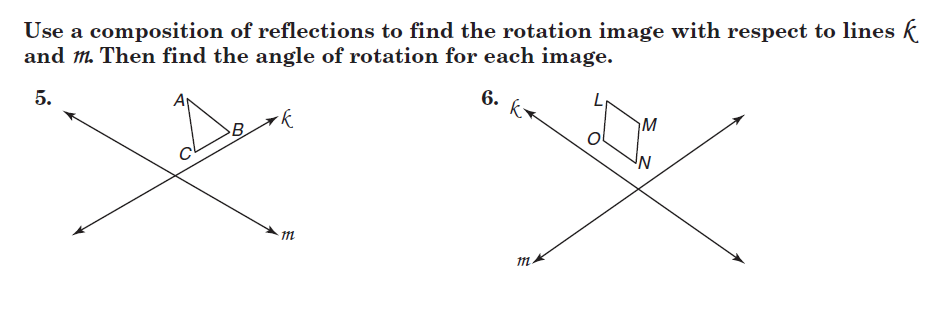 Use a composition of reflections to find the rotation image with respect to lines k
and m. Then find the angle of rotation for each image.
5.
A
B
C
k
m
6.
k
L
M
O
N
m